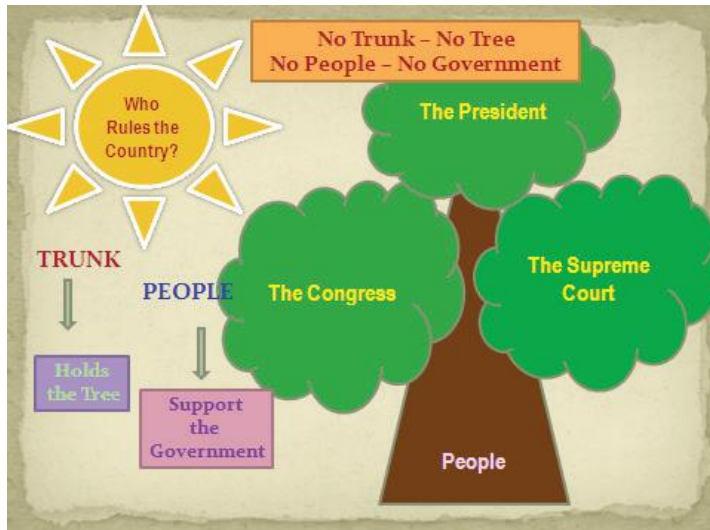 No Trunk – No Tree
No People – No Government
Who
Rules the
Country?
The President
TRUNK
PEOPLE
The Congress
The Supreme
Court
Holds
the Tree
Support
the
Government
People